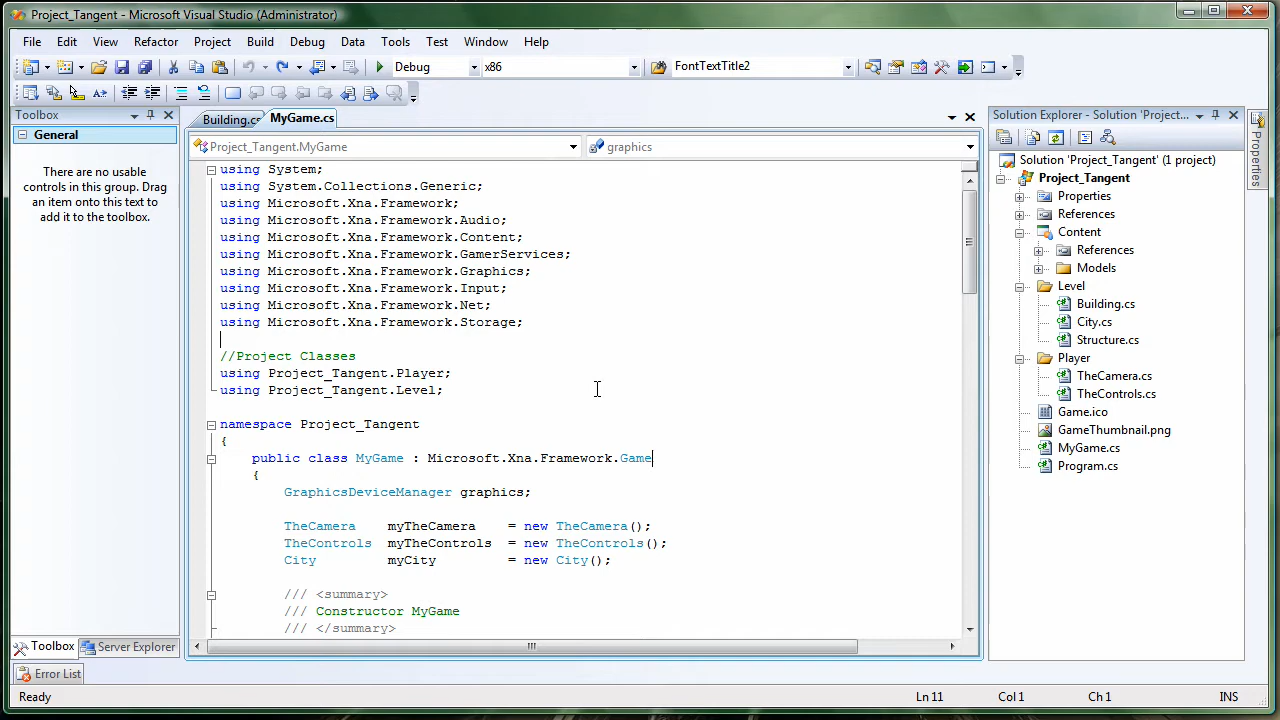 Project_Tangent - Microsoft Visual Studio (Administrator)
File Edit View Refactor Project Build Debug Data Tools Test Window Help
Debug x86 FontTextTitle2
Toolbox
General
There are no usable
controls in this group. Drag
an item onto this text to
add it to the toolbox.
Toolbox Server Explorer
Error List
Building.cs MyGame.cs
Project_Tangent.MyGame graphics
using System;
using System.Collections.Generic;
using Microsoft.Xna.Framework;
using Microsoft.Xna.Framework.Audio;
using Microsoft.Xna.Framework.Content;
using Microsoft.Xna.Framework.GamerServices;
using Microsoft.Xna.Framework.Graphics;
using Microsoft.Xna.Framework.Input;
using Microsoft.Xna.Framework.Net;
using Microsoft.Xna.Framework.Storage;
//Project Classes
using Project_Tangent.Player;
using Project_Tangent.Level;
namespace Project_Tangent
{
public class MyGame : Microsoft.Xna.Framework.Game
{
GraphicsDeviceManager graphics;
TheCamera myTheCamera = new TheCamera();
TheControls myTheControls = new TheControls();
City myCity = new City();
/// <summary>
/// Constructor MyGame
/// </summary>
Solution Explorer - Solution 'Project...
Solution 'Project_Tangent' (1 project)
Project_Tangent
Properties
References
Content
References
Models
Level
Building.cs
City.cs
Structure.cs
Player
TheCamera.cs
TheControls.cs
Game.ico
GameThumbnail.png
MyGame.cs
Program.cs
Properties
Ready Ln 11 Col 1 Ch 1 INS